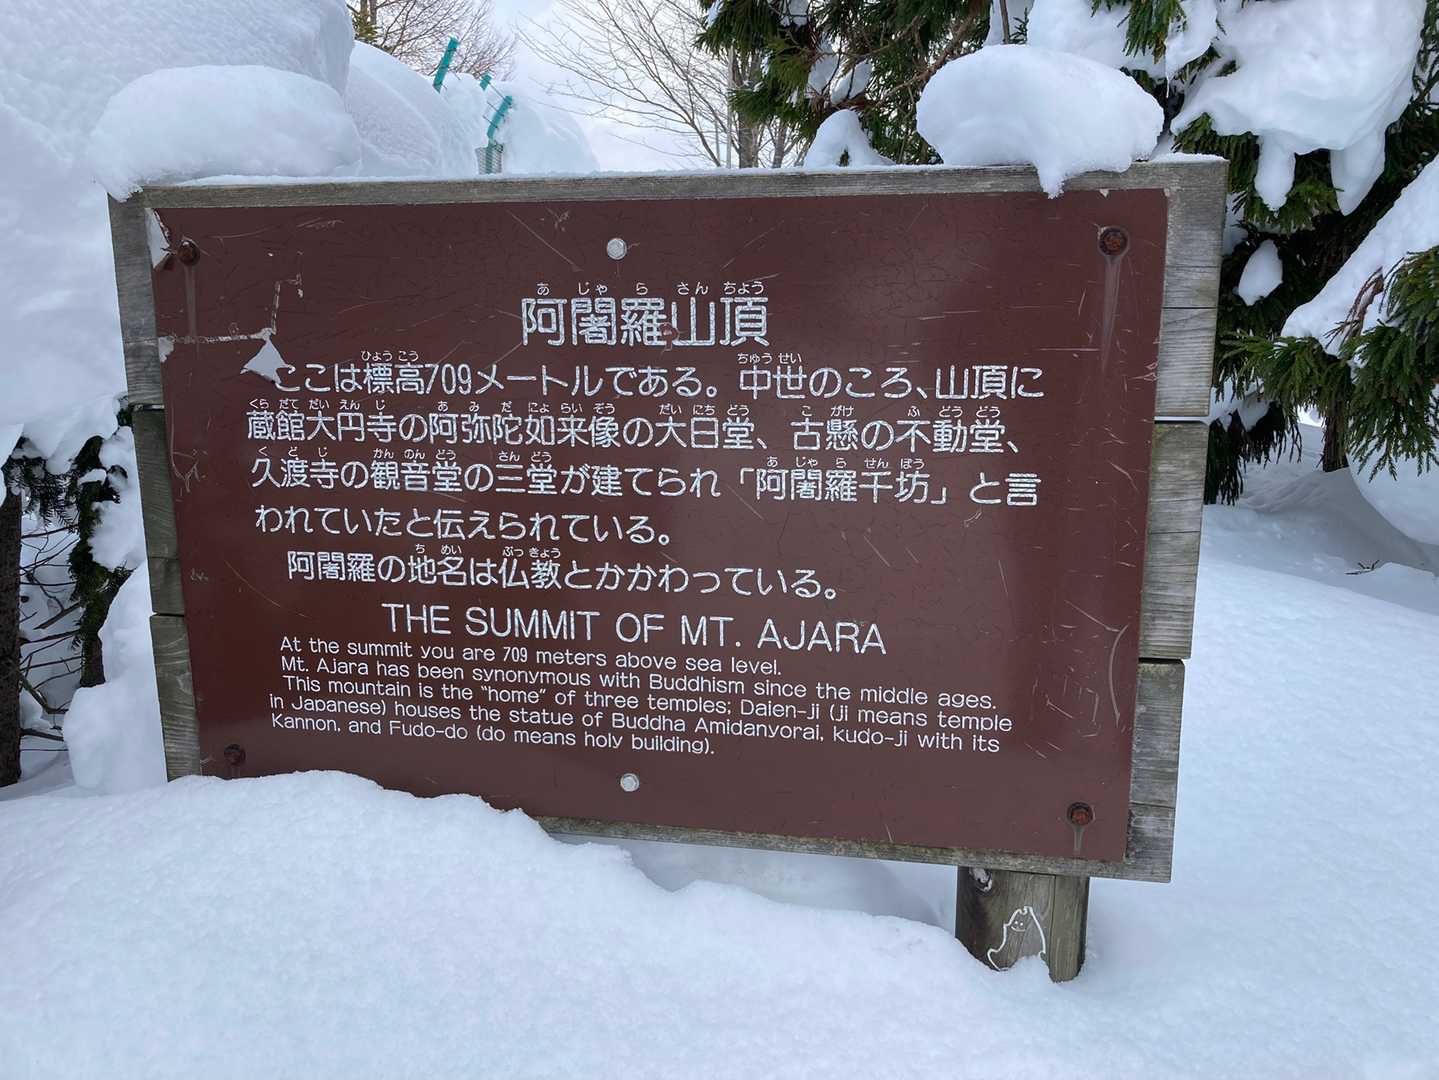 あ じゃ ら さん ちょう
阿闍羅山頂
ひょう こう ちゅう せい
ここは標高709メートルである。中世のころ、山頂に
くら だて だい えん じ あ み だ にょ らい ぞう だい にち どう こ がけ ふ どう どう
蔵館大円寺の阿弥陀如来像の大日堂、古懸の不動堂、
く ど じ かん のん どう さん どう あ じゃ ら せん ぼう
久渡寺の観音堂の三堂が建てられ「阿闍羅千坊」と言
われていたと伝えられている。
ち めい ぶっ きょう
阿闍羅の地名は仏教とかかわっている。
THE SUMMIT OF MT. AJARA
At the summit you are 709 meters above sea level.
Mt. Ajara has been synonymous with Buddhism since the middle ages.
This mountain is the "home" of three temples; Daien-ji (ji means temple
in Japanese) houses the statue of Buddha Amidanyorai, kudo-ji with its
Kannon, and Fudo-do (do means holy building).